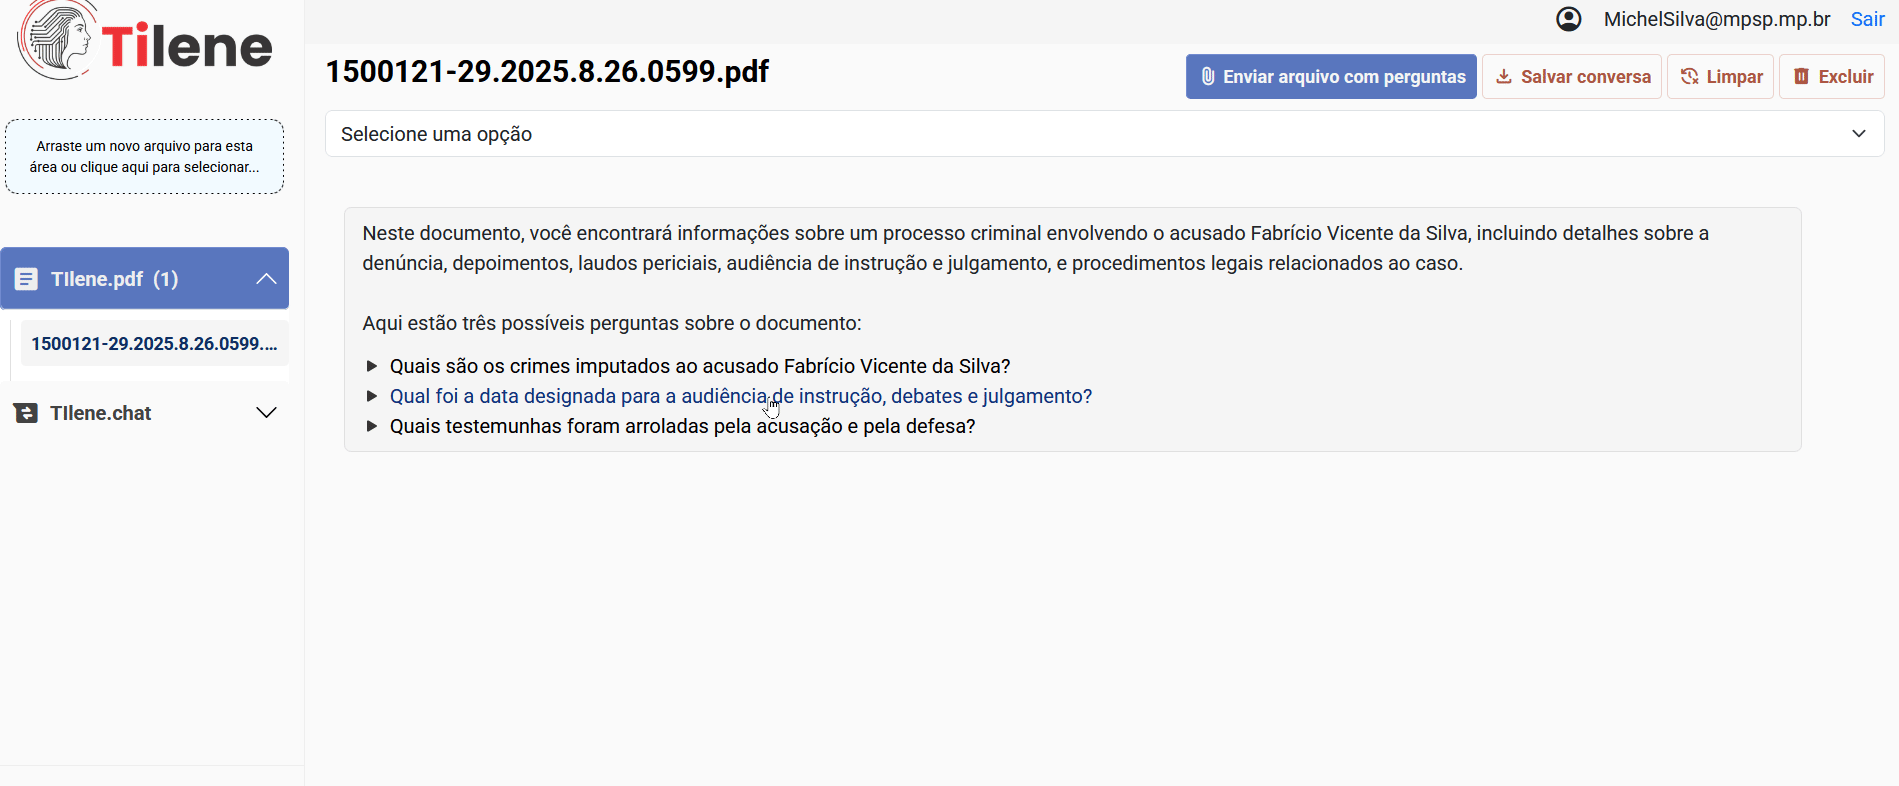 Tilene
MichelSilva@mpsp.mp.br Sair
1500121-29.2025.8.26.0599.pdf
Enviar arquivo com perguntas
Salvar conversa
Limpar
Excluir
Selecione uma opção
Arraste um novo arquivo para esta
área ou clique aqui para selecionar...
TIlene.pdf (1)
1500121-29.2025.8.26.0599....
TIlene.chat
Neste documento, você encontrará informações sobre um processo criminal envolvendo o acusado Fabrício Vicente da Silva, incluindo detalhes sobre a
denúncia, depoimentos, laudos periciais, audiência de instrução e julgamento, e procedimentos legais relacionados ao caso.
Aqui estão três possíveis perguntas sobre o documento:
Quais são os crimes imputados ao acusado Fabrício Vicente da Silva?
Qual foi a data designada para a audiência de instrução, debates e julgamento?
Quais testemunhas foram arroladas pela acusação e pela defesa?